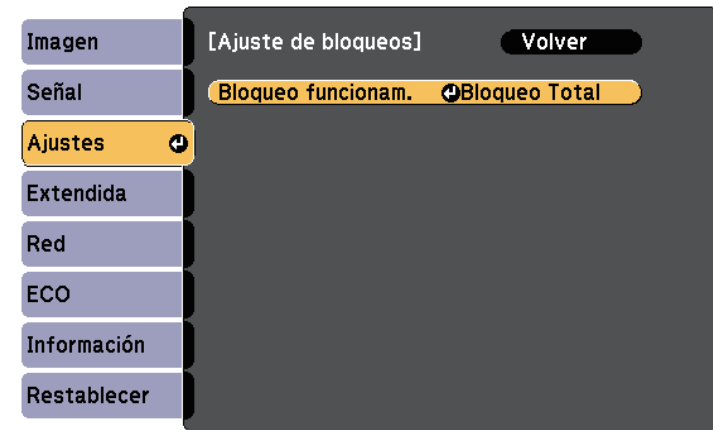 Imagen
Señal
Ajustes
Extendida
Red
ECO
Información
Restablecer
[Ajuste de bloqueos] Volver
Bloqueo funcionam. Bloqueo Total